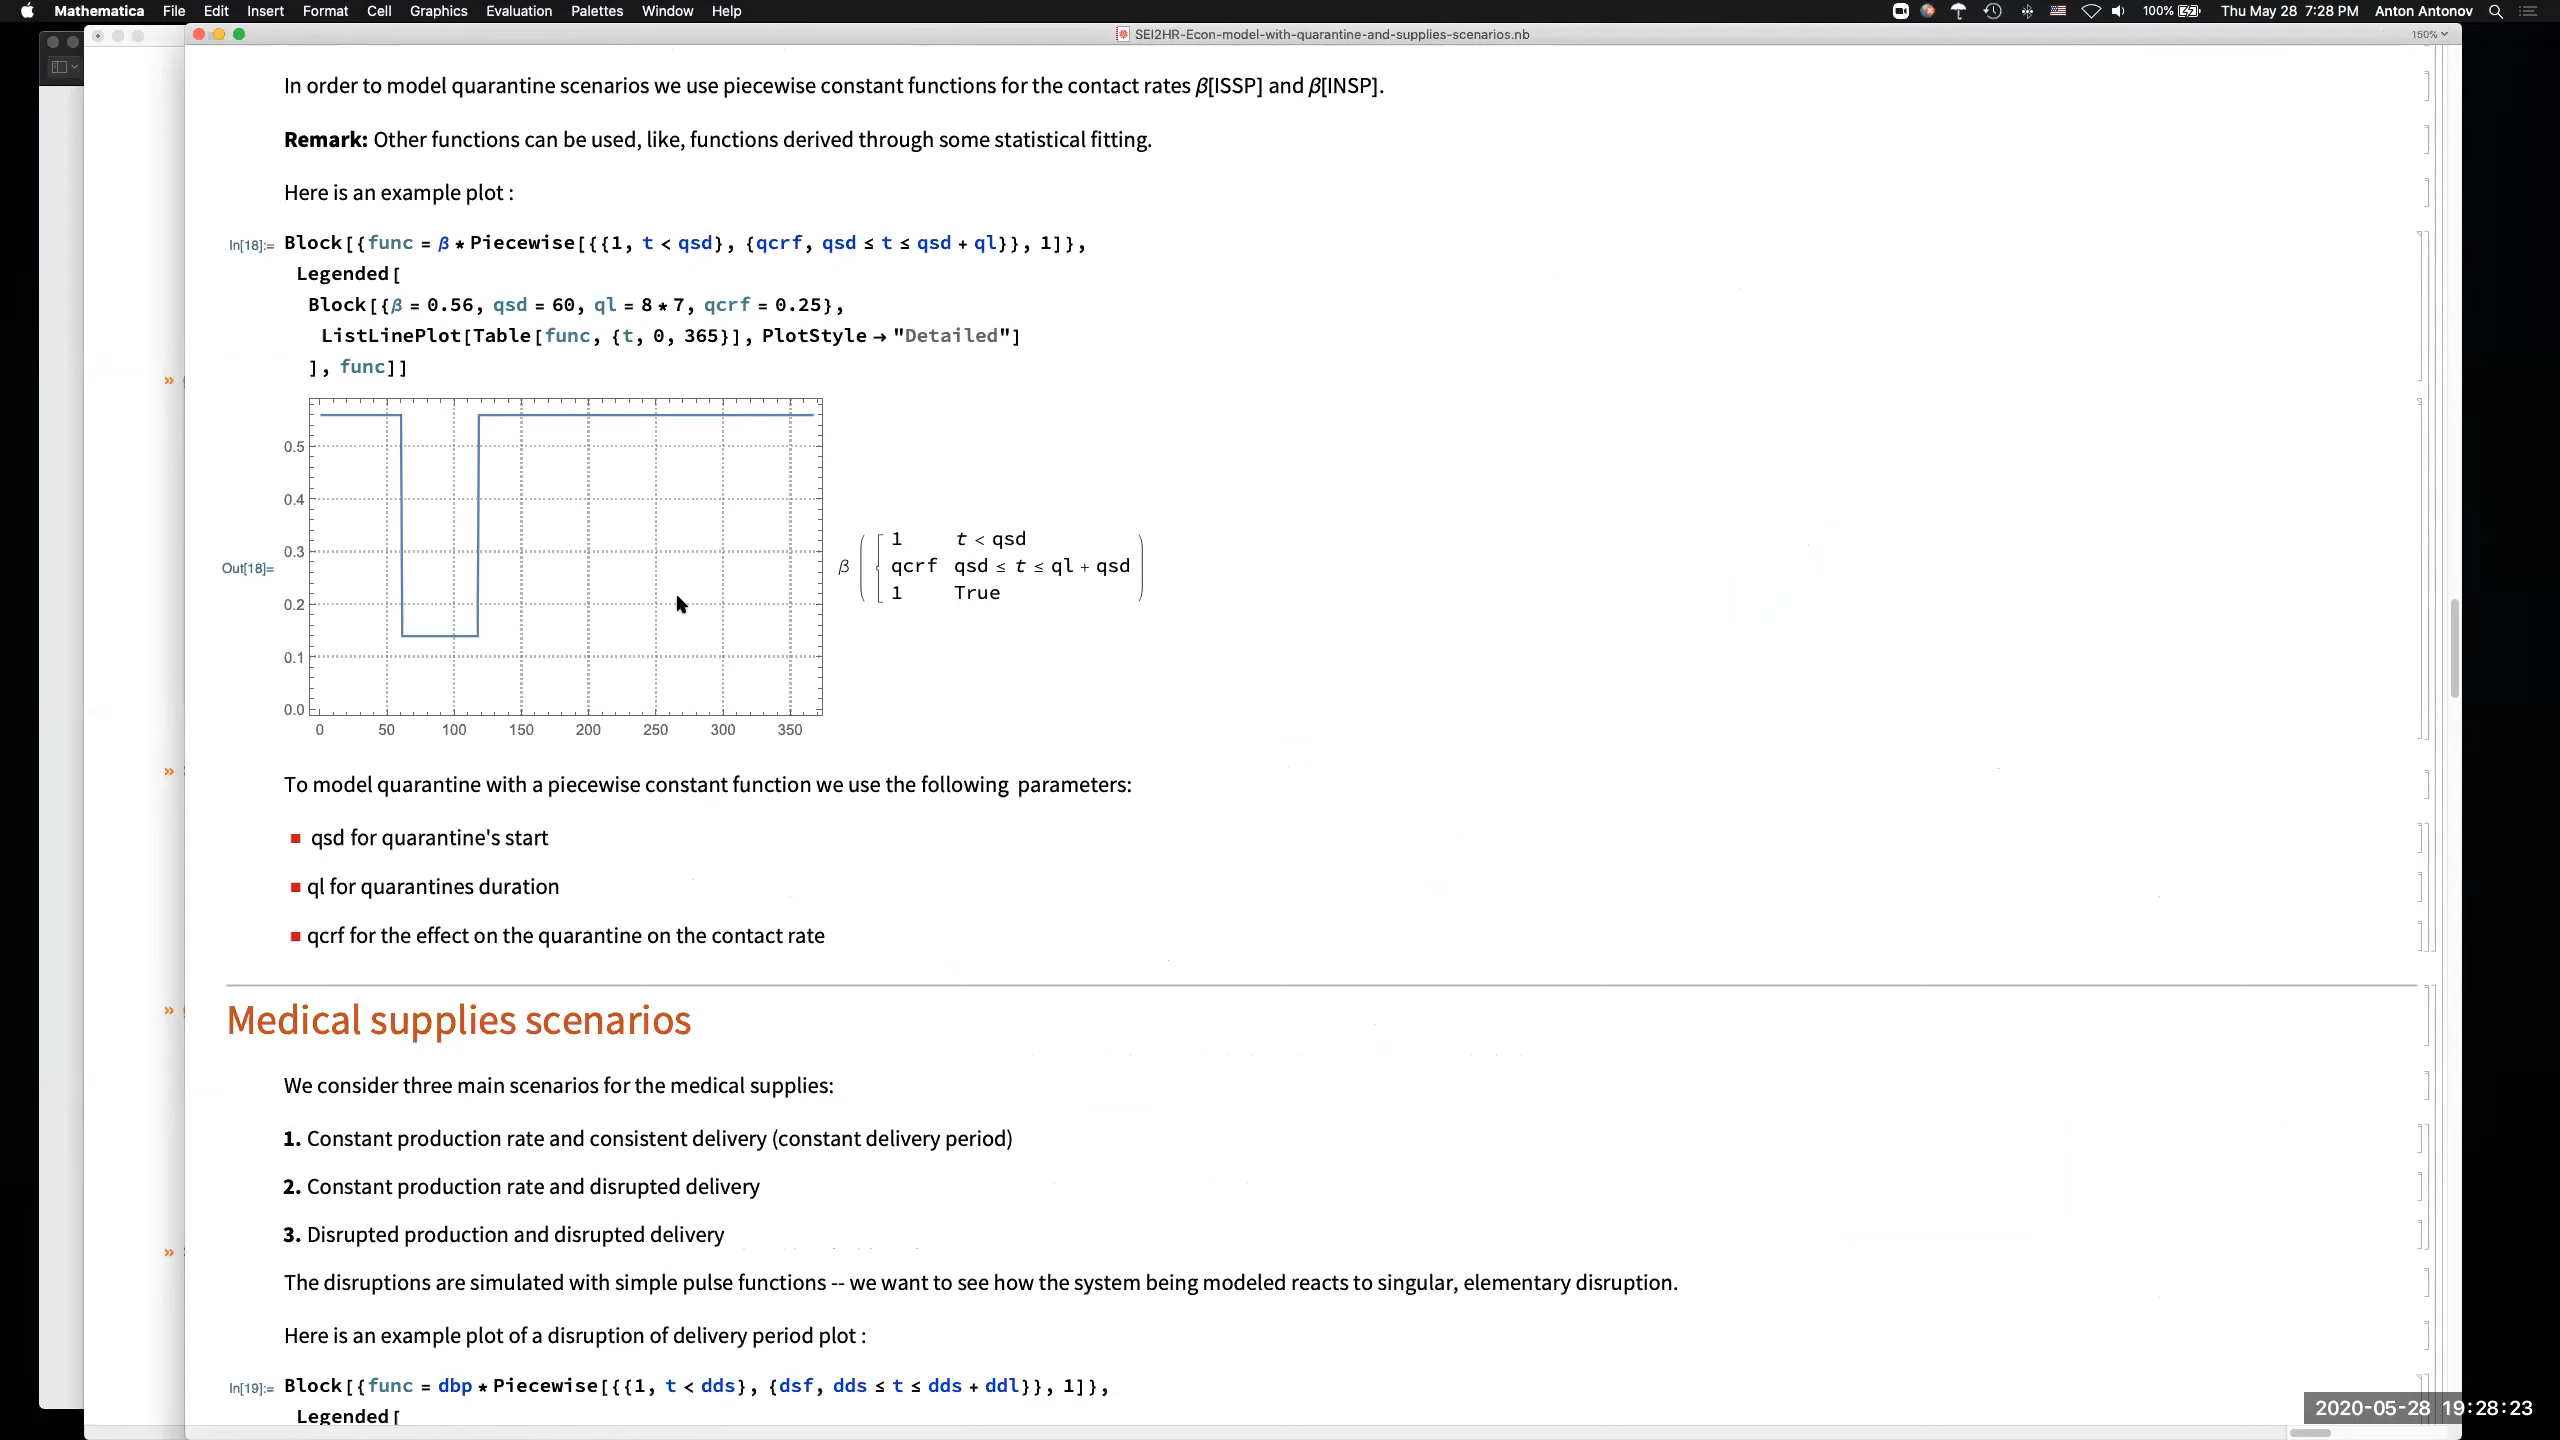 Mathematica File Edit Insert Format Cell Graphics Evaluation Palettes Window Help 100% Thu May 28 7:28 PM Anton Antonov
SEI2HR-Econ-model-with-quarantine-and-supplies-scenarios.nb 150%
In order to model quarantine scenarios we use piecewise constant functions for the contact rates β[ISSP] and β[INSP].
Remark: Other functions can be used, like, functions derived through some statistical fitting.
Here is an example plot :
In[18]:= Block[{func = β * Piecewise[{{1, t < qsd}, {qcrf, qsd ≤ t ≤ qsd + ql}}, 1]},
Legended[
Block[{β = 0.56, qsd = 60, ql = 8 * 7, qcrf = 0.25},
ListLinePlot[Table[func, {t, 0, 365}], PlotStyle → "Detailed"]
], func]]
Out[18]=
0.5
0.4
0.3
0.2
0.1
0.0
0 50 100 150 200 250 300 350
1 t < qsd
β qcrf qsd ≤ t ≤ ql + qsd
1 True
To model quarantine with a piecewise constant function we use the following parameters:
■ qsd for quarantine's start
■ ql for quarantines duration
■ qcrf for the effect on the quarantine on the contact rate
Medical supplies scenarios
We consider three main scenarios for the medical supplies:
1. Constant production rate and consistent delivery (constant delivery period)
2. Constant production rate and disrupted delivery
3. Disrupted production and disrupted delivery
The disruptions are simulated with simple pulse functions -- we want to see how the system being modeled reacts to singular, elementary disruption.
Here is an example plot of a disruption of delivery period plot :
In[19]:= Block[{func = dbp * Piecewise[{{1, t < dds}, {dsf, dds ≤ t ≤ dds + ddl}}, 1]},
Legended[
2020-05-28 19:28:23